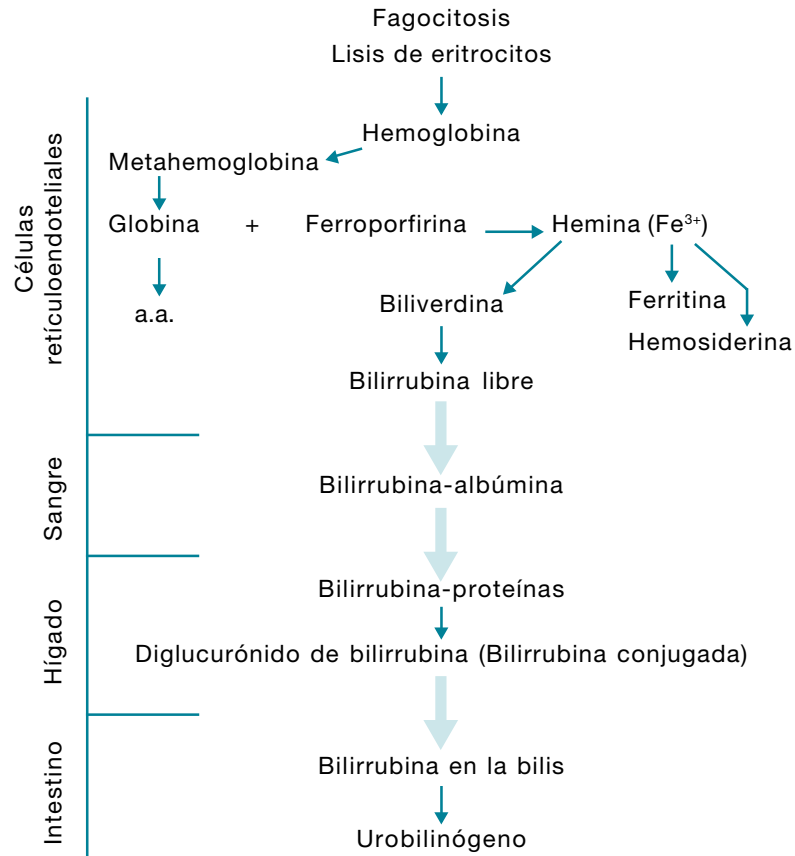 Fagocitosis
Lisis de eritrocitos
Hemoglobina
Metahemoglobina
Globina + Ferroporfirina Hemina (Fe³⁺)
a.a.
Biliverdina
Ferritina
Hemosiderina
Bilirrubina libre
Bilirrubina-albúmina
Bilirrubina-proteínas
Diglucurónido de bilirrubina (Bilirrubina conjugada)
Bilirrubina en la bilis
Urobilinógeno
Células
retículoendoteliales
Sangre
Hígado
Intestino